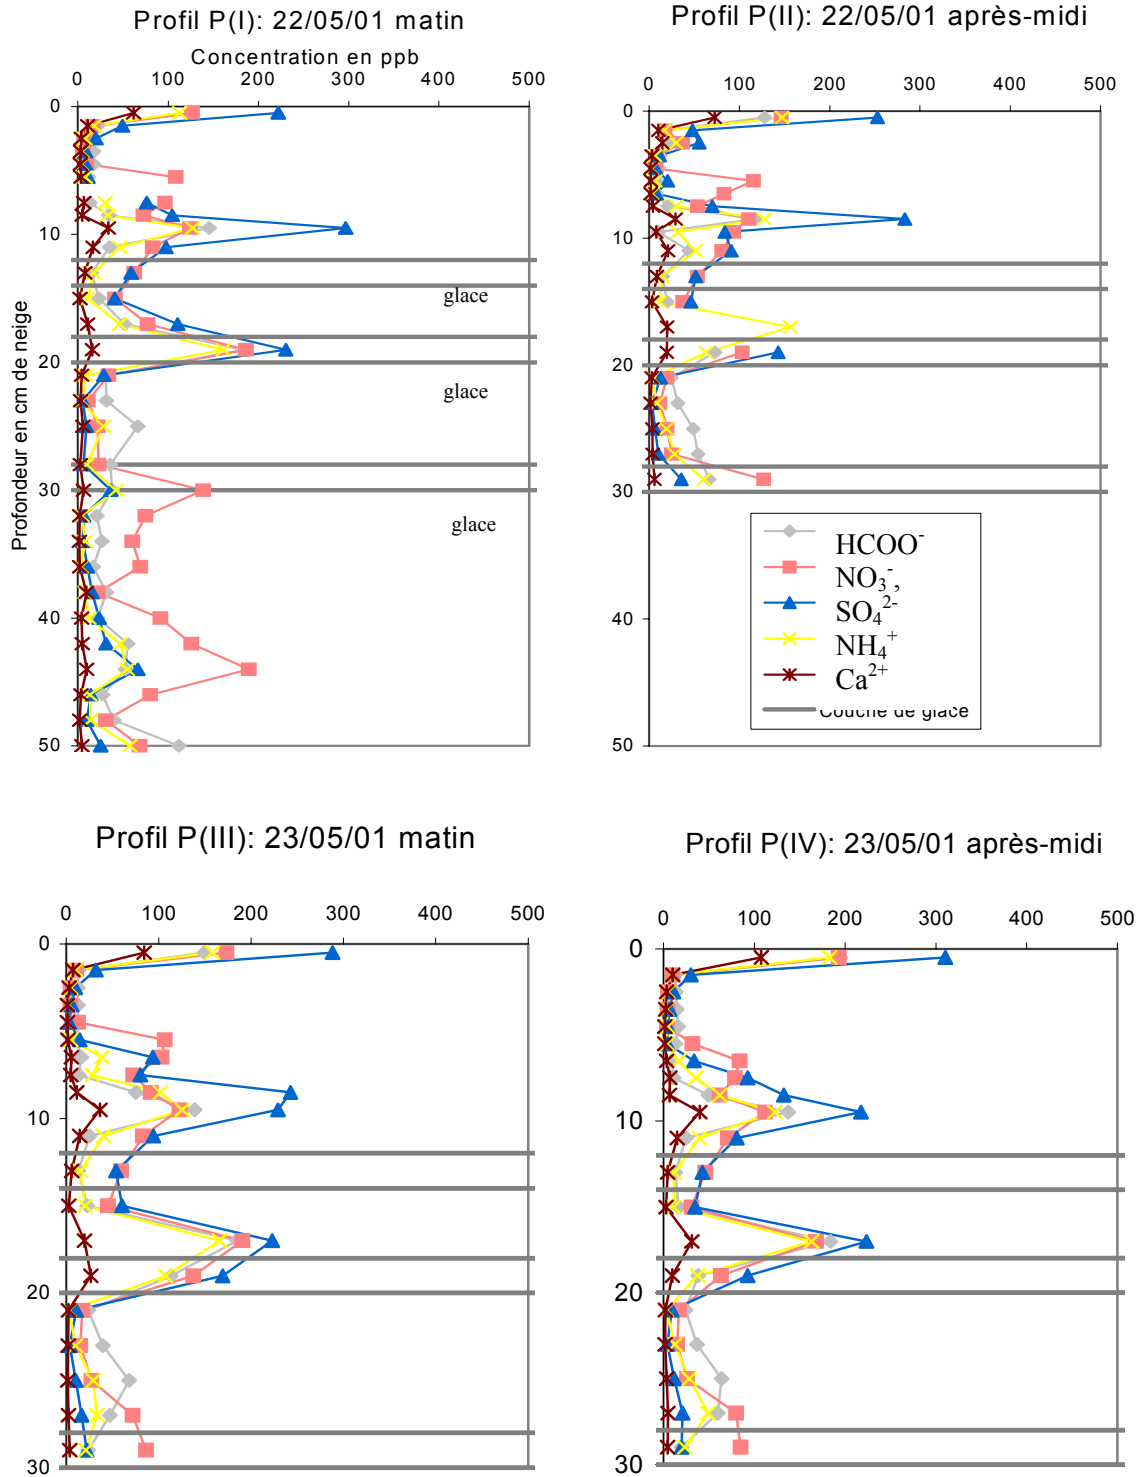 Profil P(I): 22/05/01 matin
Concentration en ppb
0 100 200 300 400 500
0
10
20
30
40
50
Profondeur en cm de neige
glace
glace
glace
Profil P(II): 22/05/01 après-midi
0 100 200 300 400 500
0
10
20
30
40
50
HCOO⁻
NO₃⁻,
SO₄²⁻
NH₄⁺
Ca²⁺
Couche de glace
Profil P(III): 23/05/01 matin
0 100 200 300 400 500
0
10
20
30
Profil P(IV): 23/05/01 après-midi
0 100 200 300 400 500
0
10
20
30